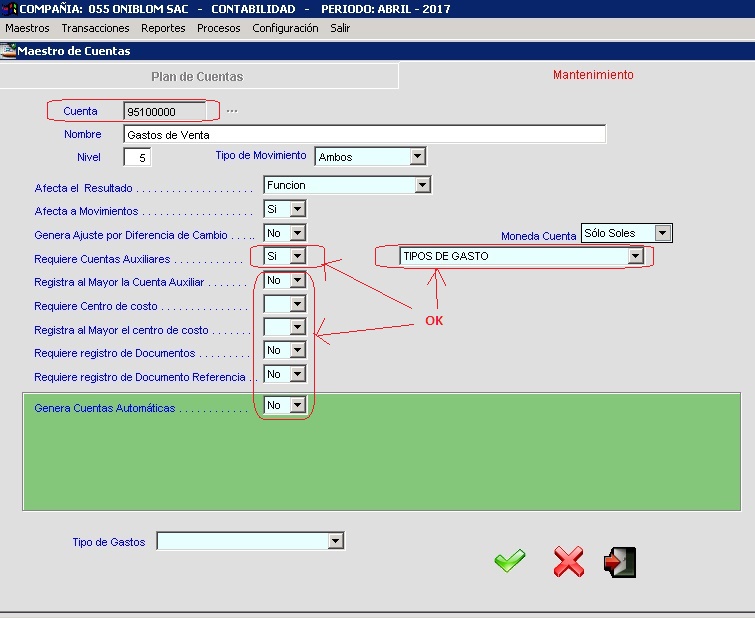 COMPAÑIA: 055 ONIBLOM SAC - CONTABILIDAD - PERIODO: ABRIL - 2017
Maestros Transacciones Reportes Procesos Configuración Salir
Maestro de Cuentas
Plan de Cuentas Mantenimiento
Cuenta 95100000 ...
Nombre Gastos de Venta
Nivel 5 Tipo de Movimiento Ambos
Afecta el Resultado . . . . . . . . . . . . . . . . . . . . Funcion
Afecta a Movimientos . . . . . . . . . . . . . . . . . . . Si
Genera Ajuste por Diferencia de Cambio . . . .. No Moneda Cuenta Sólo Soles
Requiere Cuentas Auxiliares . . . . . . . . . . . . . Si TIPOS DE GASTO
Registra al Mayor la Cuenta Auxiliar . . . . . . . No
Requiere Centro de costo . . . . . . . . . . . . . . .
Registra al Mayor el centro de costo . . . . . . .
OK
Requiere registro de Documentos . . . . . . . . . No
Requiere registro de Documento Referencia . . No
Genera Cuentas Automáticas . . . . . . . . . . . . No
Tipo de Gastos